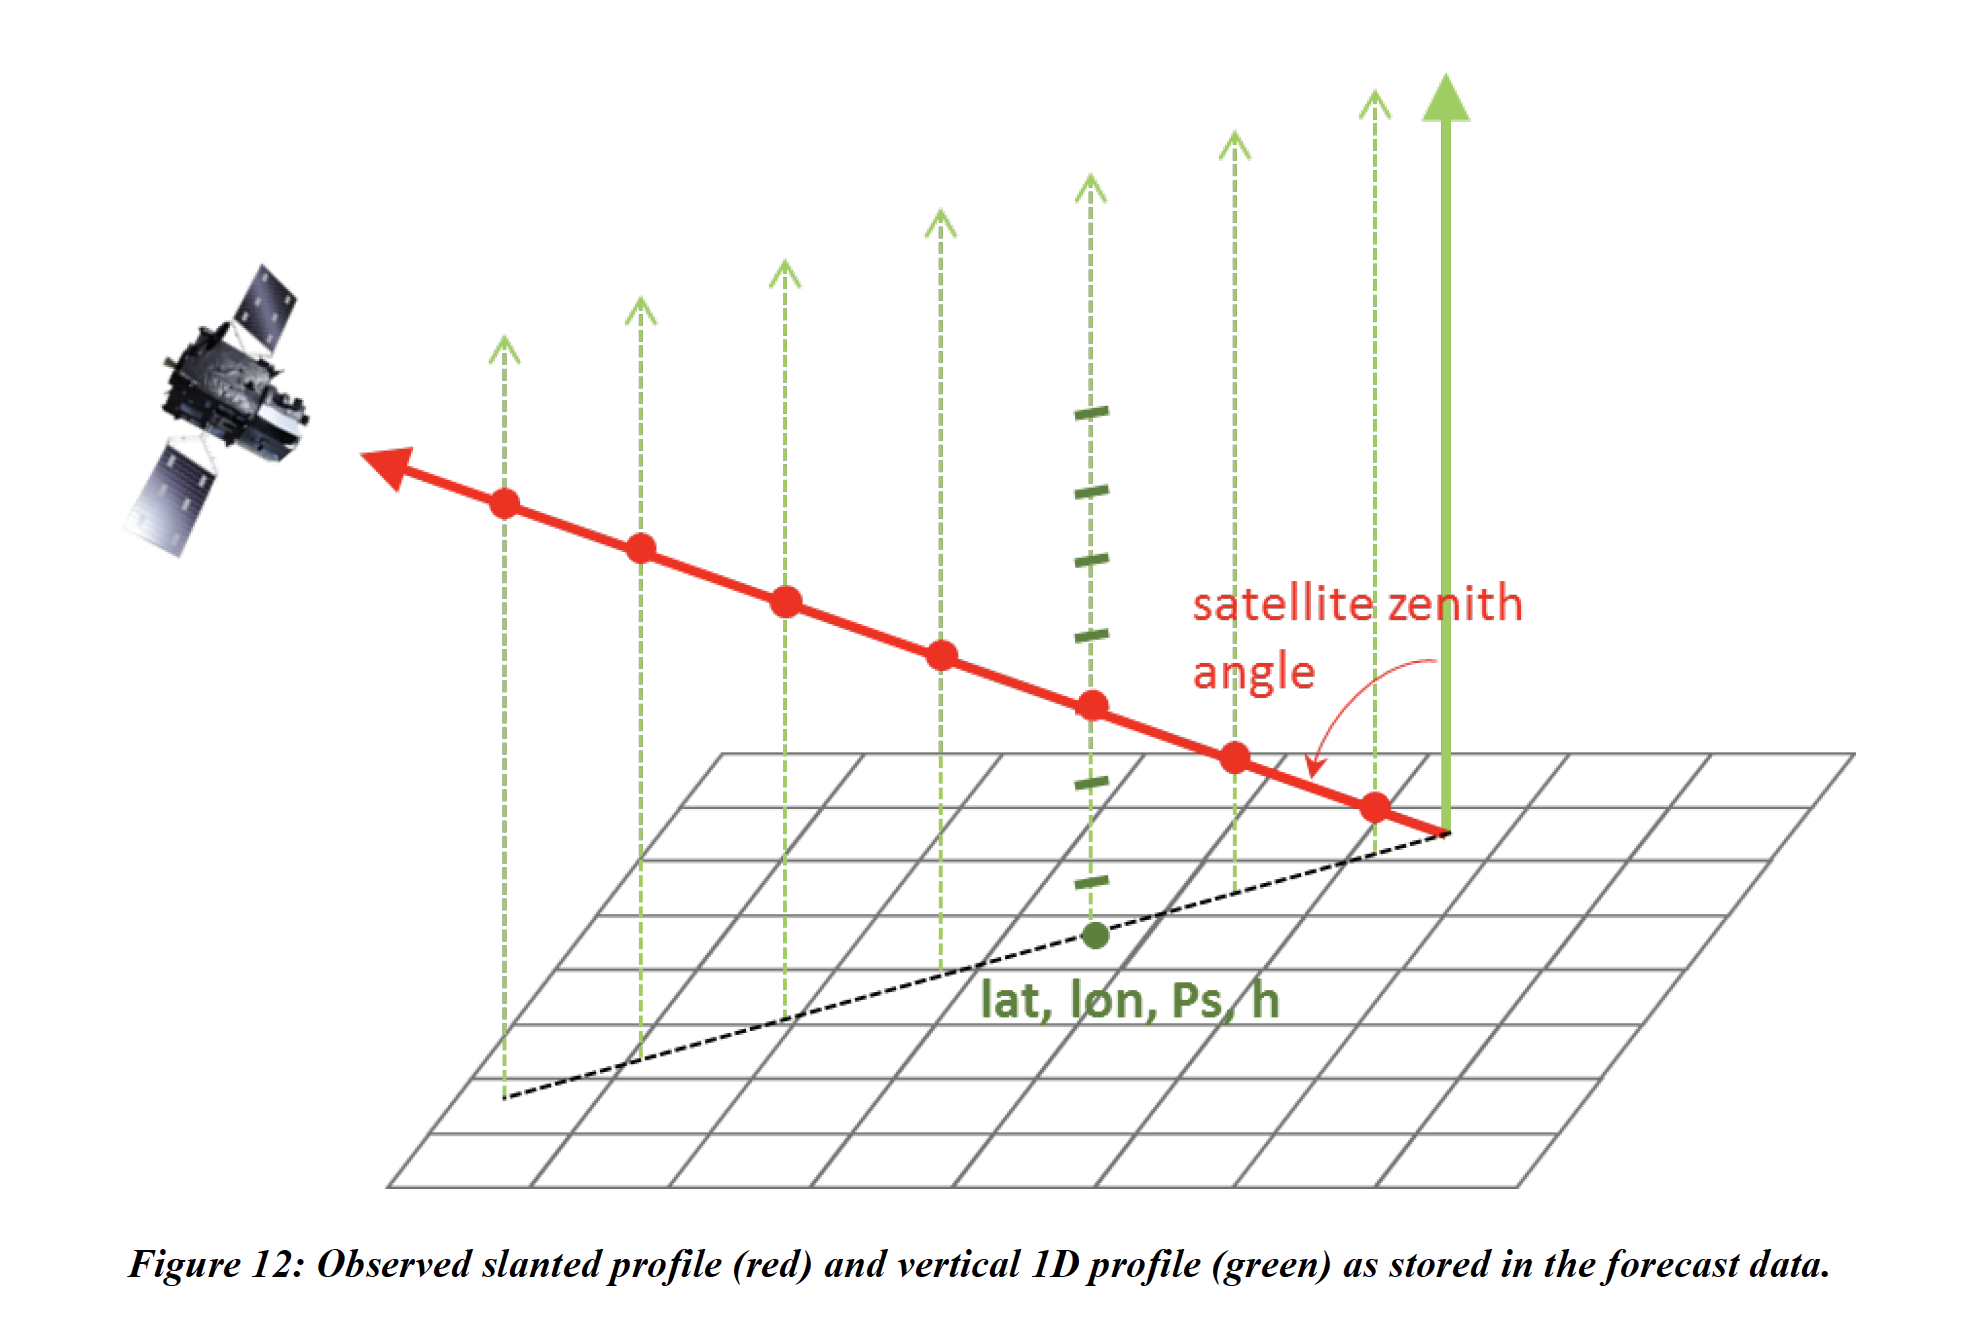 satellite zenith
angle
lat, lon, Ps, h
Figure 12: Observed slanted profile (red) and vertical 1D profile (green) as stored in the forecast data.